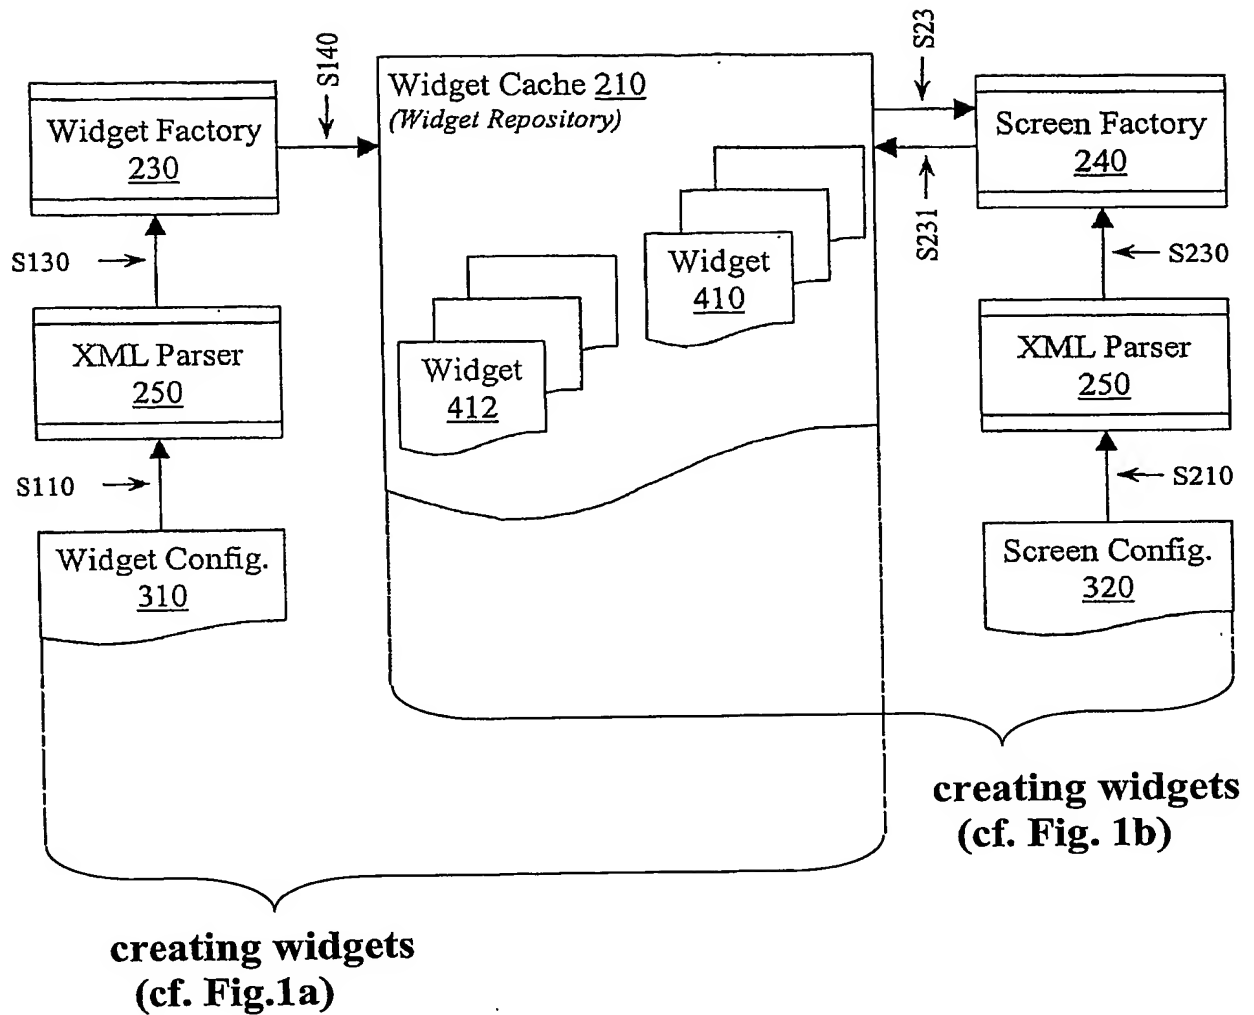 S140
S23
Widget Cache 210
(Widget Repository)
Widget Factory
230
Screen Factory
240
S231
S130
Widget
410
S230
XML Parser
250
Widget
412
XML Parser
250
S110
S210
Widget Config.
310
Screen Config.
320
creating widgets
(cf. Fig. 1b)
creating widgets
(cf. Fig.1a)